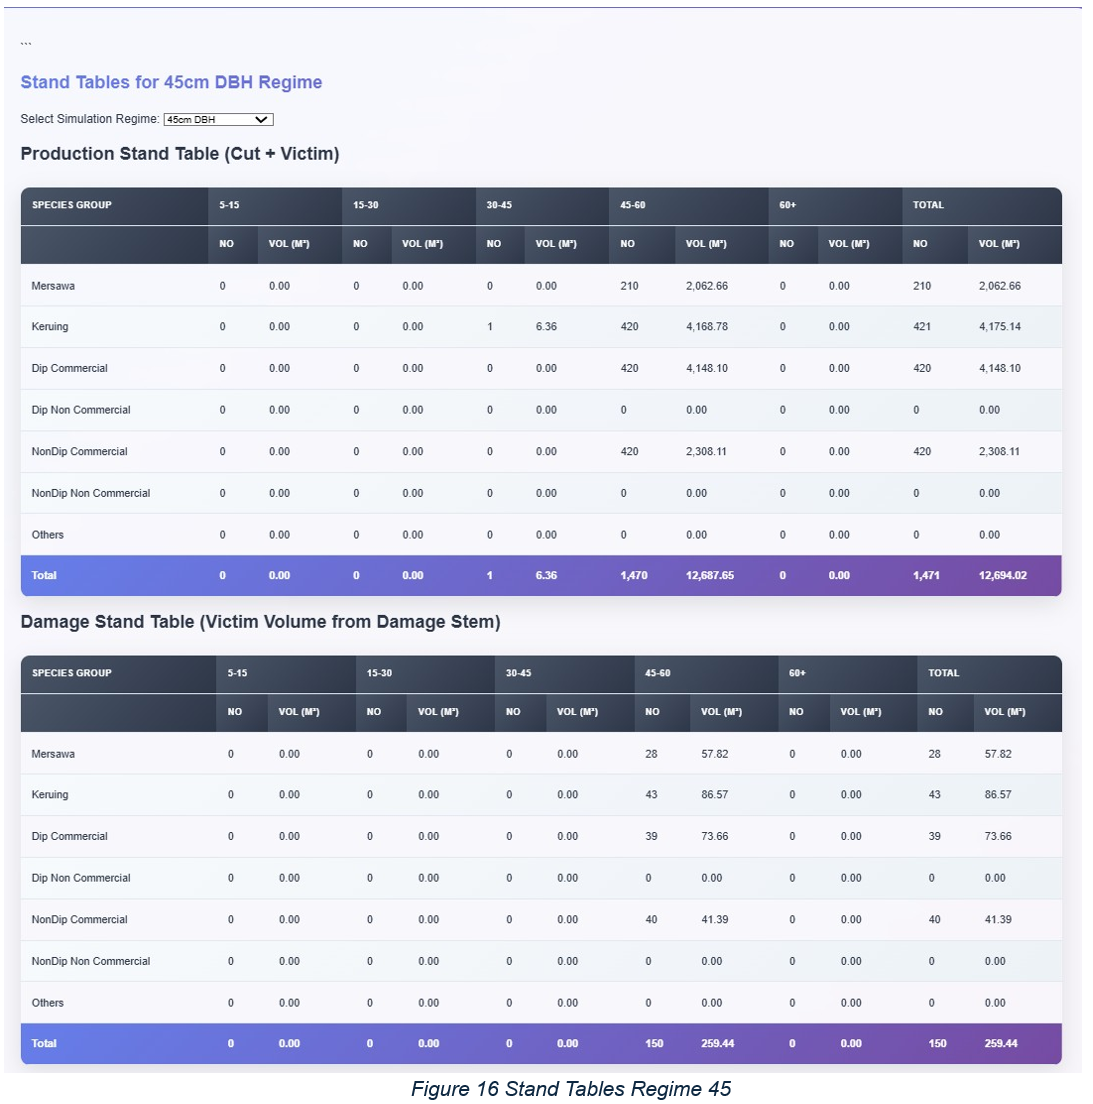 ```
Stand Tables for 45cm DBH Regime
Select Simulation Regime: 45cm DBH
Production Stand Table (Cut + Victim)
SPECIES GROUP 5-15 15-30 30-45 45-60 60+ TOTAL
NO VOL (M³) NO VOL (M³) NO VOL (M³) NO VOL (M³) NO VOL (M³) NO VOL (M³)
Mersawa 0 0.00 0 0.00 0 0.00 210 2,062.66 0 0.00 210 2,062.66
Keruing 0 0.00 0 0.00 1 6.36 420 4,168.78 0 0.00 421 4,175.14
Dip Commercial 0 0.00 0 0.00 0 0.00 420 4,148.10 0 0.00 420 4,148.10
Dip Non Commercial 0 0.00 0 0.00 0 0.00 0 0.00 0 0.00 0 0.00
NonDip Commercial 0 0.00 0 0.00 0 0.00 420 2,308.11 0 0.00 420 2,308.11
NonDip Non Commercial 0 0.00 0 0.00 0 0.00 0 0.00 0 0.00 0 0.00
Others 0 0.00 0 0.00 0 0.00 0 0.00 0 0.00 0 0.00
Total 0 0.00 0 0.00 1 6.36 1,470 12,687.65 0 0.00 1,471 12,694.02
Damage Stand Table (Victim Volume from Damage Stem)
SPECIES GROUP 5-15 15-30 30-45 45-60 60+ TOTAL
NO VOL (M³) NO VOL (M³) NO VOL (M³) NO VOL (M³) NO VOL (M³) NO VOL (M³)
Mersawa 0 0.00 0 0.00 0 0.00 28 57.82 0 0.00 28 57.82
Keruing 0 0.00 0 0.00 0 0.00 43 86.57 0 0.00 43 86.57
Dip Commercial 0 0.00 0 0.00 0 0.00 39 73.66 0 0.00 39 73.66
Dip Non Commercial 0 0.00 0 0.00 0 0.00 0 0.00 0 0.00 0 0.00
NonDip Commercial 0 0.00 0 0.00 0 0.00 40 41.39 0 0.00 40 41.39
NonDip Non Commercial 0 0.00 0 0.00 0 0.00 0 0.00 0 0.00 0 0.00
Others 0 0.00 0 0.00 0 0.00 0 0.00 0 0.00 0 0.00
Total 0 0.00 0 0.00 0 0.00 150 259.44 0 0.00 150 259.44
Figure 16 Stand Tables Regime 45